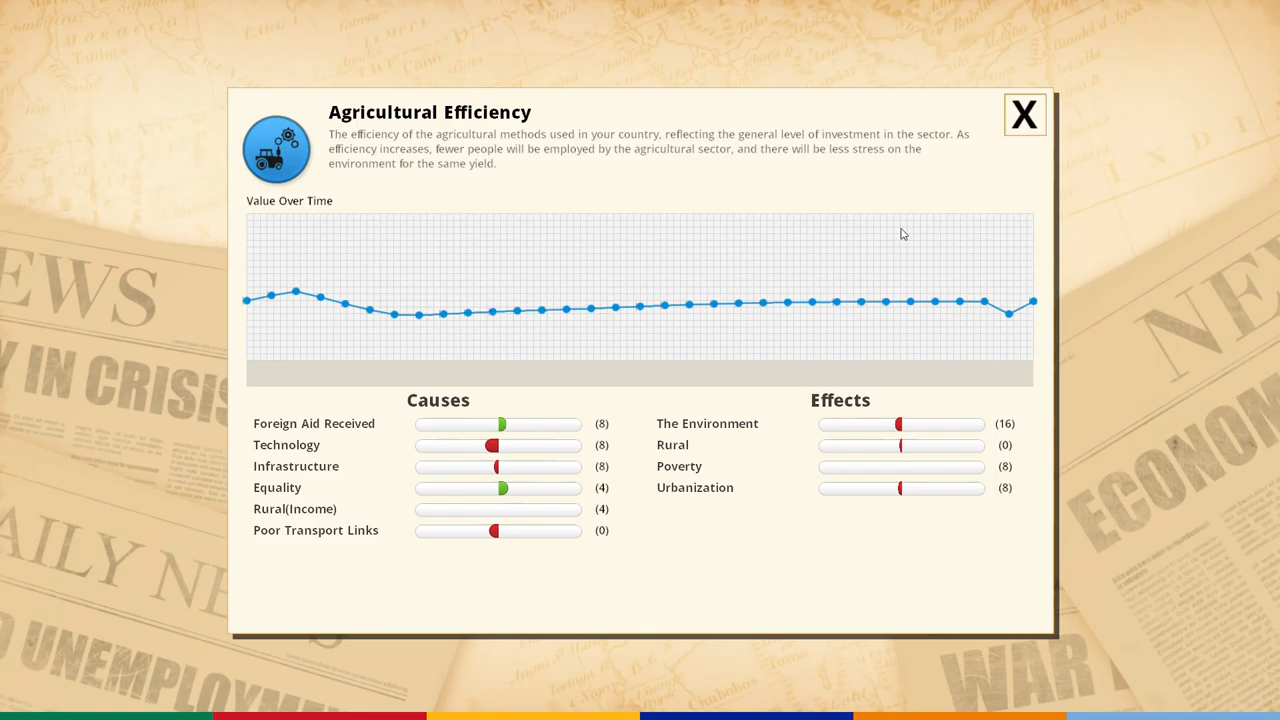 Agricultural Efficiency
X
The efficiency of the agricultural methods used in your country, reflecting the general level of investment in the sector. As
efficiency increases, fewer people will be employed by the agricultural sector, and there will be less stress on the
environment for the same yield.
Value Over Time
Causes
Foreign Aid Received (8)
Technology (8)
Infrastructure (8)
Equality (4)
Rural(Income) (4)
Poor Transport Links (0)
Effects
The Environment (16)
Rural (0)
Poverty (8)
Urbanization (8)
EWS
Y IN CRISIS
AILY NE
UNEMPLOYM
NE
ECONOM
WAR